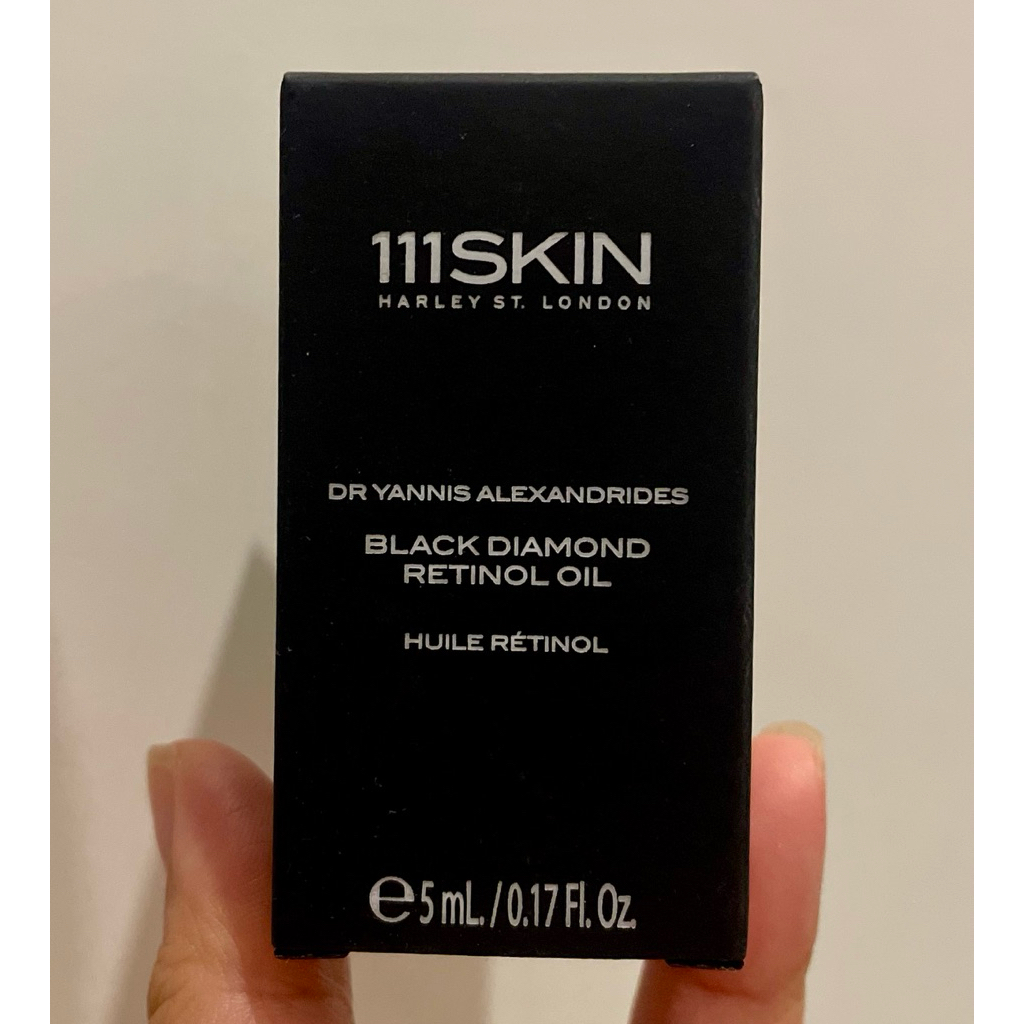 111SKIN
HARLEY ST. LONDON
DR YANNIS ALEXANDRIDES
BLACK DIAMOND
RETINOL OIL
HUILE RÉTINOL
℮5 mL. / 0.17 Fl. Oz.